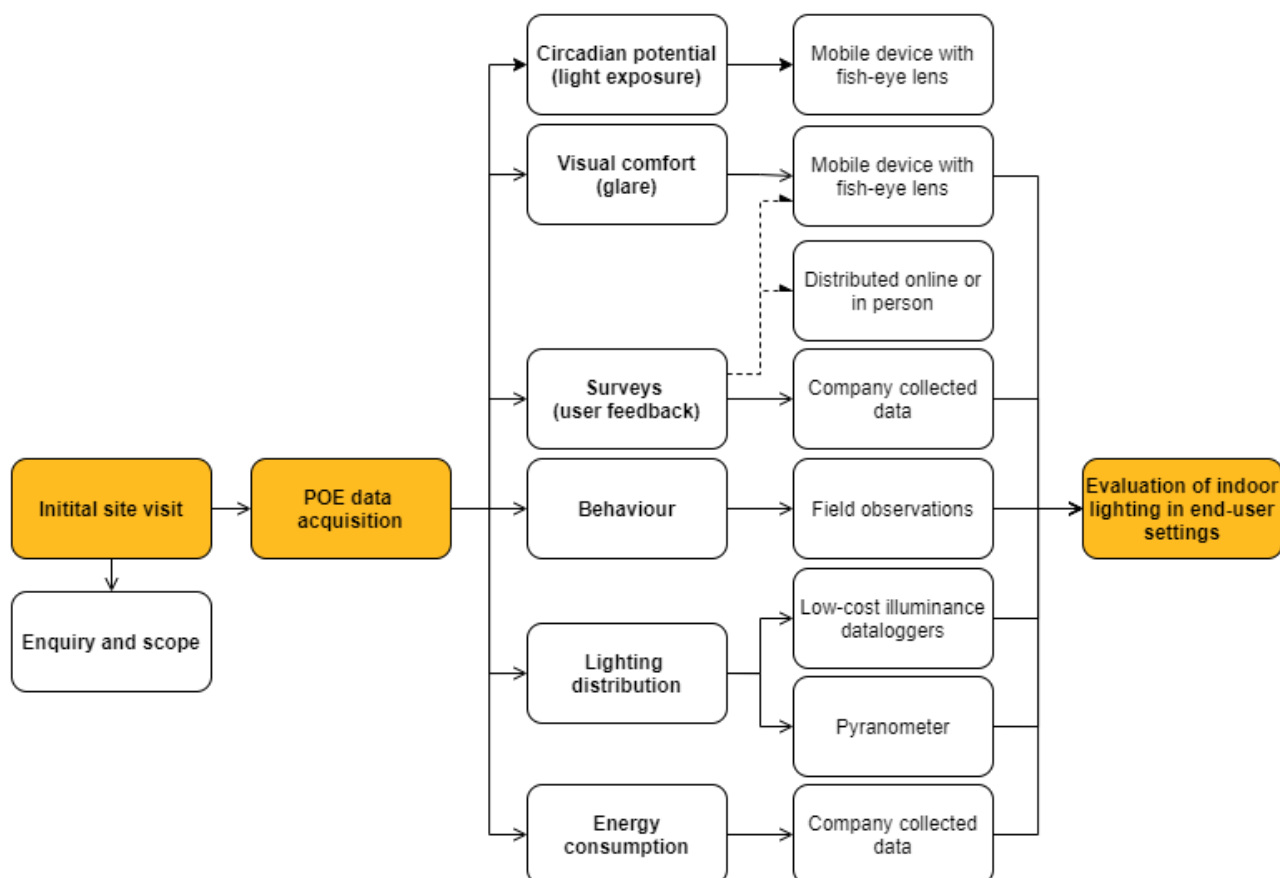 Circadian potential
(light exposure)
Mobile device with
fish-eye lens
Visual comfort
(glare)
Mobile device with
fish-eye lens
Distributed online or
in person
Surveys
(user feedback)
Company collected
data
Initital site visit
POE data
acquisition
Behaviour
Field observations
Evaluation of indoor
lighting in end-user
settings
Enquiry and scope
Lighting
distribution
Low-cost illuminance
dataloggers
Pyranometer
Energy
consumption
Company collected
data